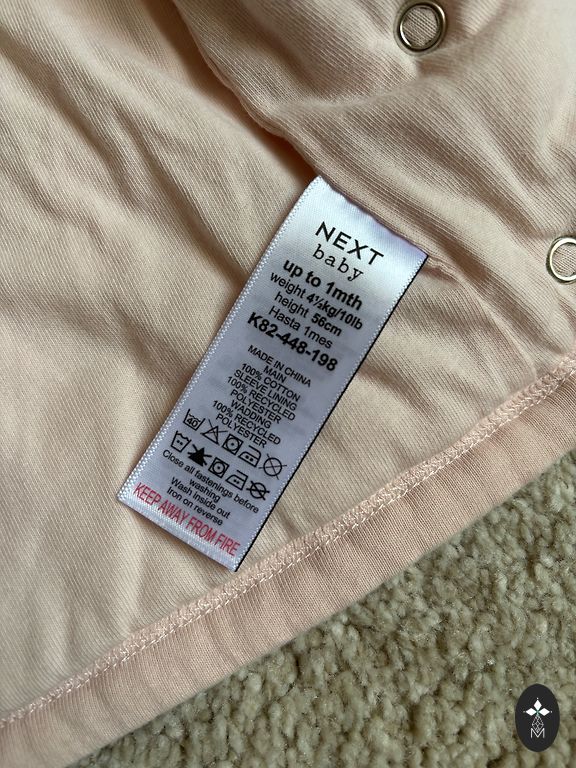 NEXT
baby
up to 1mth
weight 4½kg/10lb
height 56cm
Hasta 1mes
K82-448-198
MADE IN CHINA
MAIN
100% COTTON
SLEEVE LINING
100% RECYCLED
POLYESTER
WADDING
100% RECYCLED
POLYESTER
40
Close all fastenings before
washing
Wash inside out
Iron on reverse
KEEP AWAY FROM FIRE
M